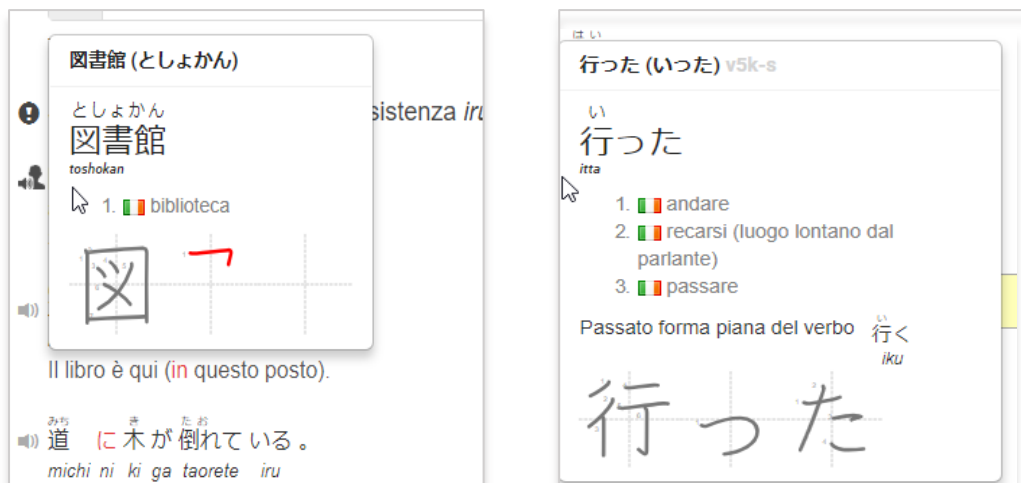 図書館 (としょかん)
としょかん
図書館
toshokan
1. biblioteca
図
sistenza iru
Il libro è qui (in questo posto).
みち き たお
道 に 木 が 倒れて いる 。
michi ni ki ga taorete iru
はい
行った (いった) v5k-s
い
行った
itta
1. andare
2. recarsi (luogo lontano dal
parlante)
3. passare
い
Passato forma piana del verbo 行く
iku
行った